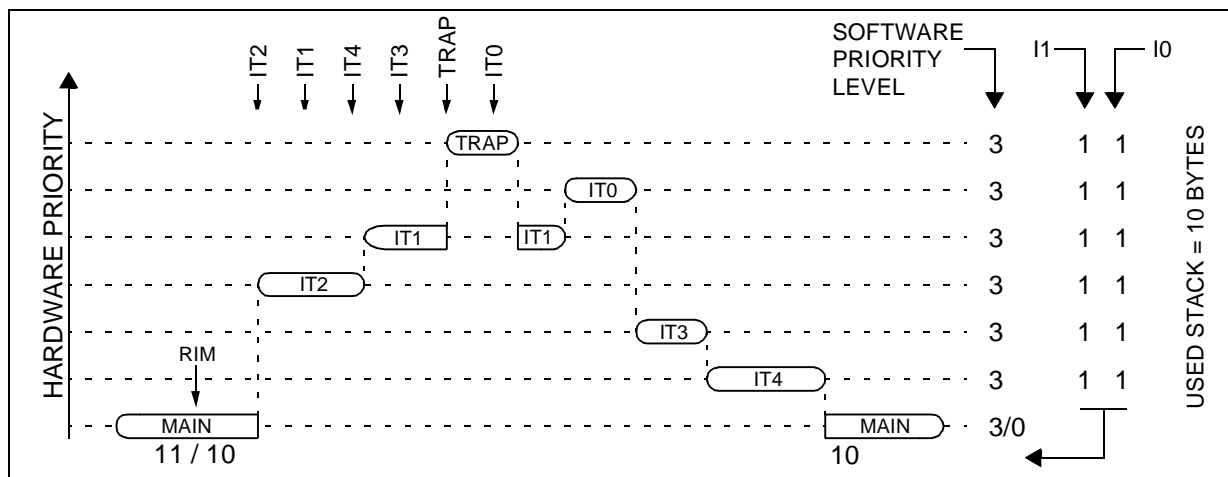 IT2
IT1
IT4
IT3
TRAP
IT0
SOFTWARE
PRIORITY
LEVEL
I1
I0
HARDWARE PRIORITY
TRAP
3 1 1
IT0
3 1 1
IT1
IT1
3 1 1
IT2
3 1 1
IT3
3 1 1
RIM
IT4
3 1 1
MAIN
MAIN
3/0
11 / 10
10
USED STACK = 10 BYTES